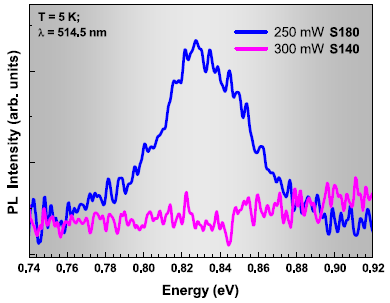 T = 5 K;
λ = 514,5 nm
250 mW S180
300 mW S140
PL Intensity (arb. units)
0,74 0,76 0,78 0,80 0,82 0,84 0,86 0,88 0,90 0,92
Energy (eV)